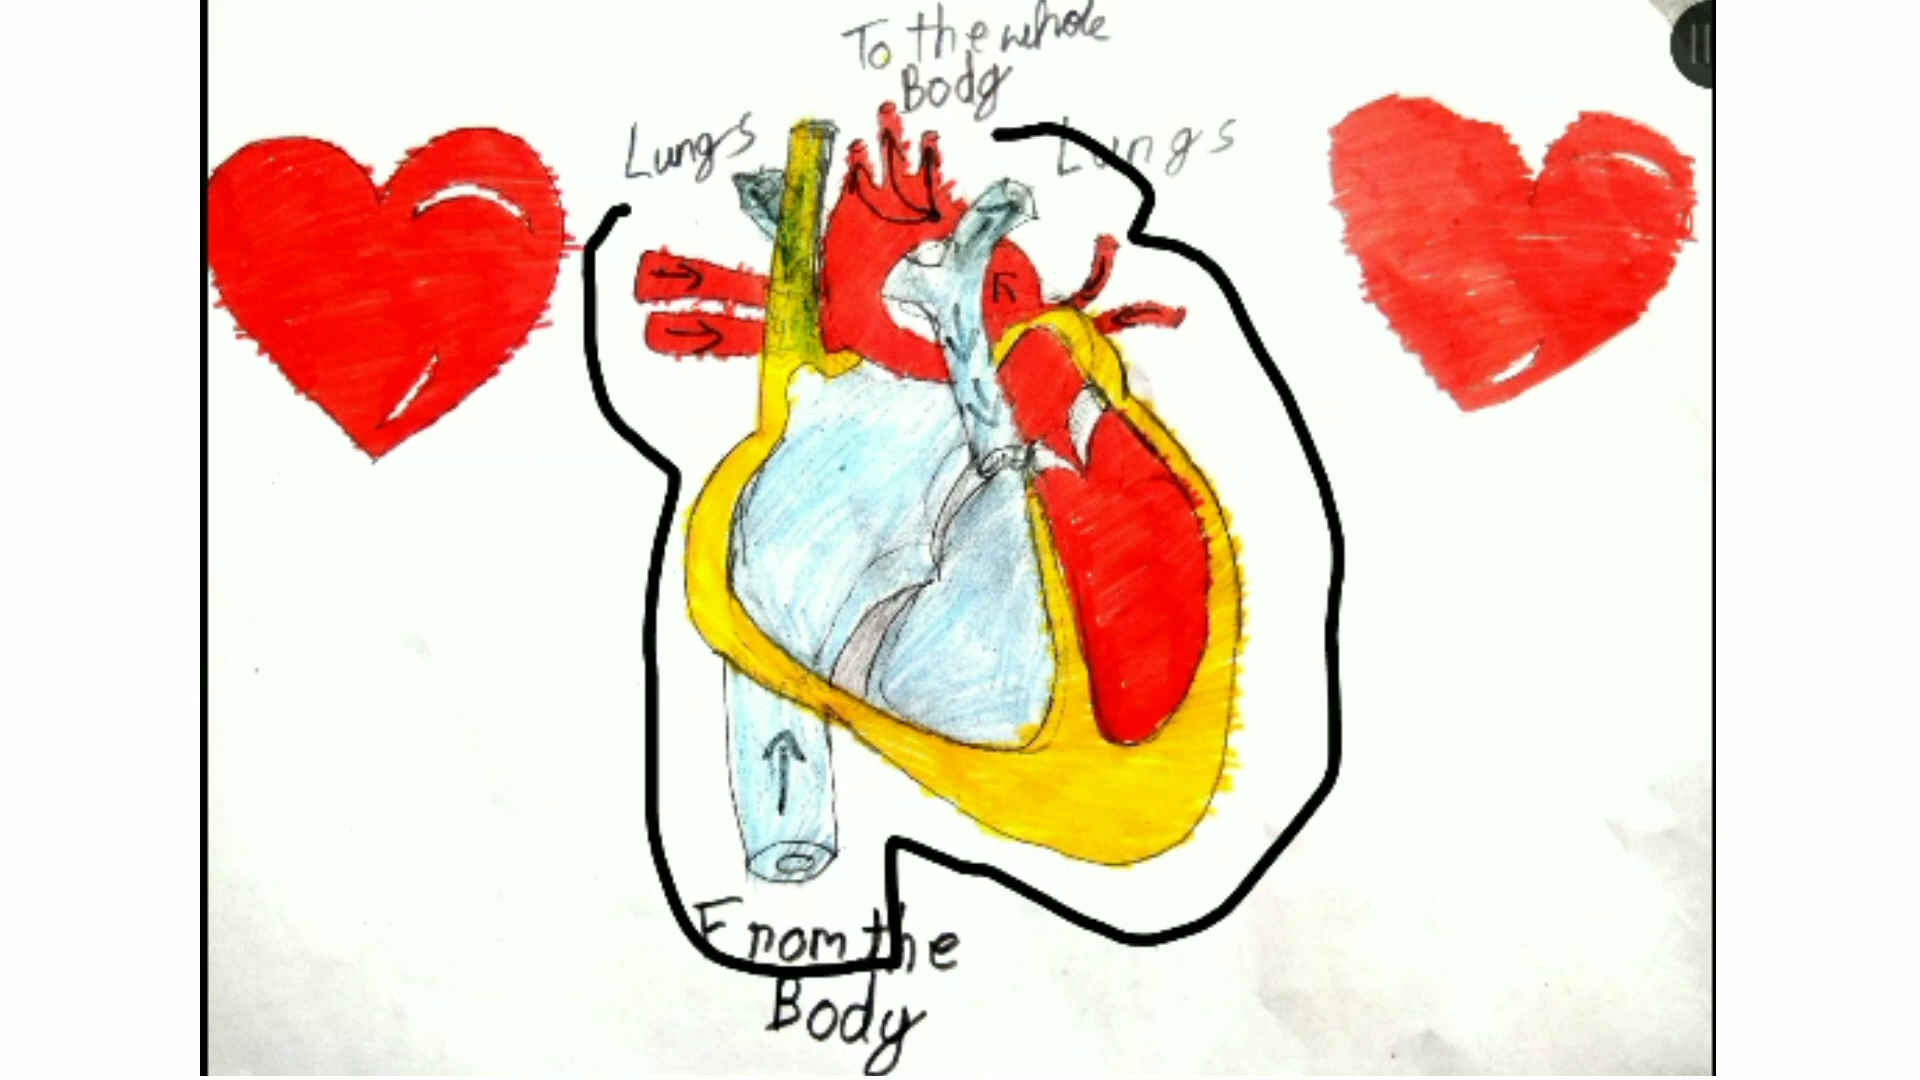 To the whole
Body
Lungs
Lungs
From the
Body